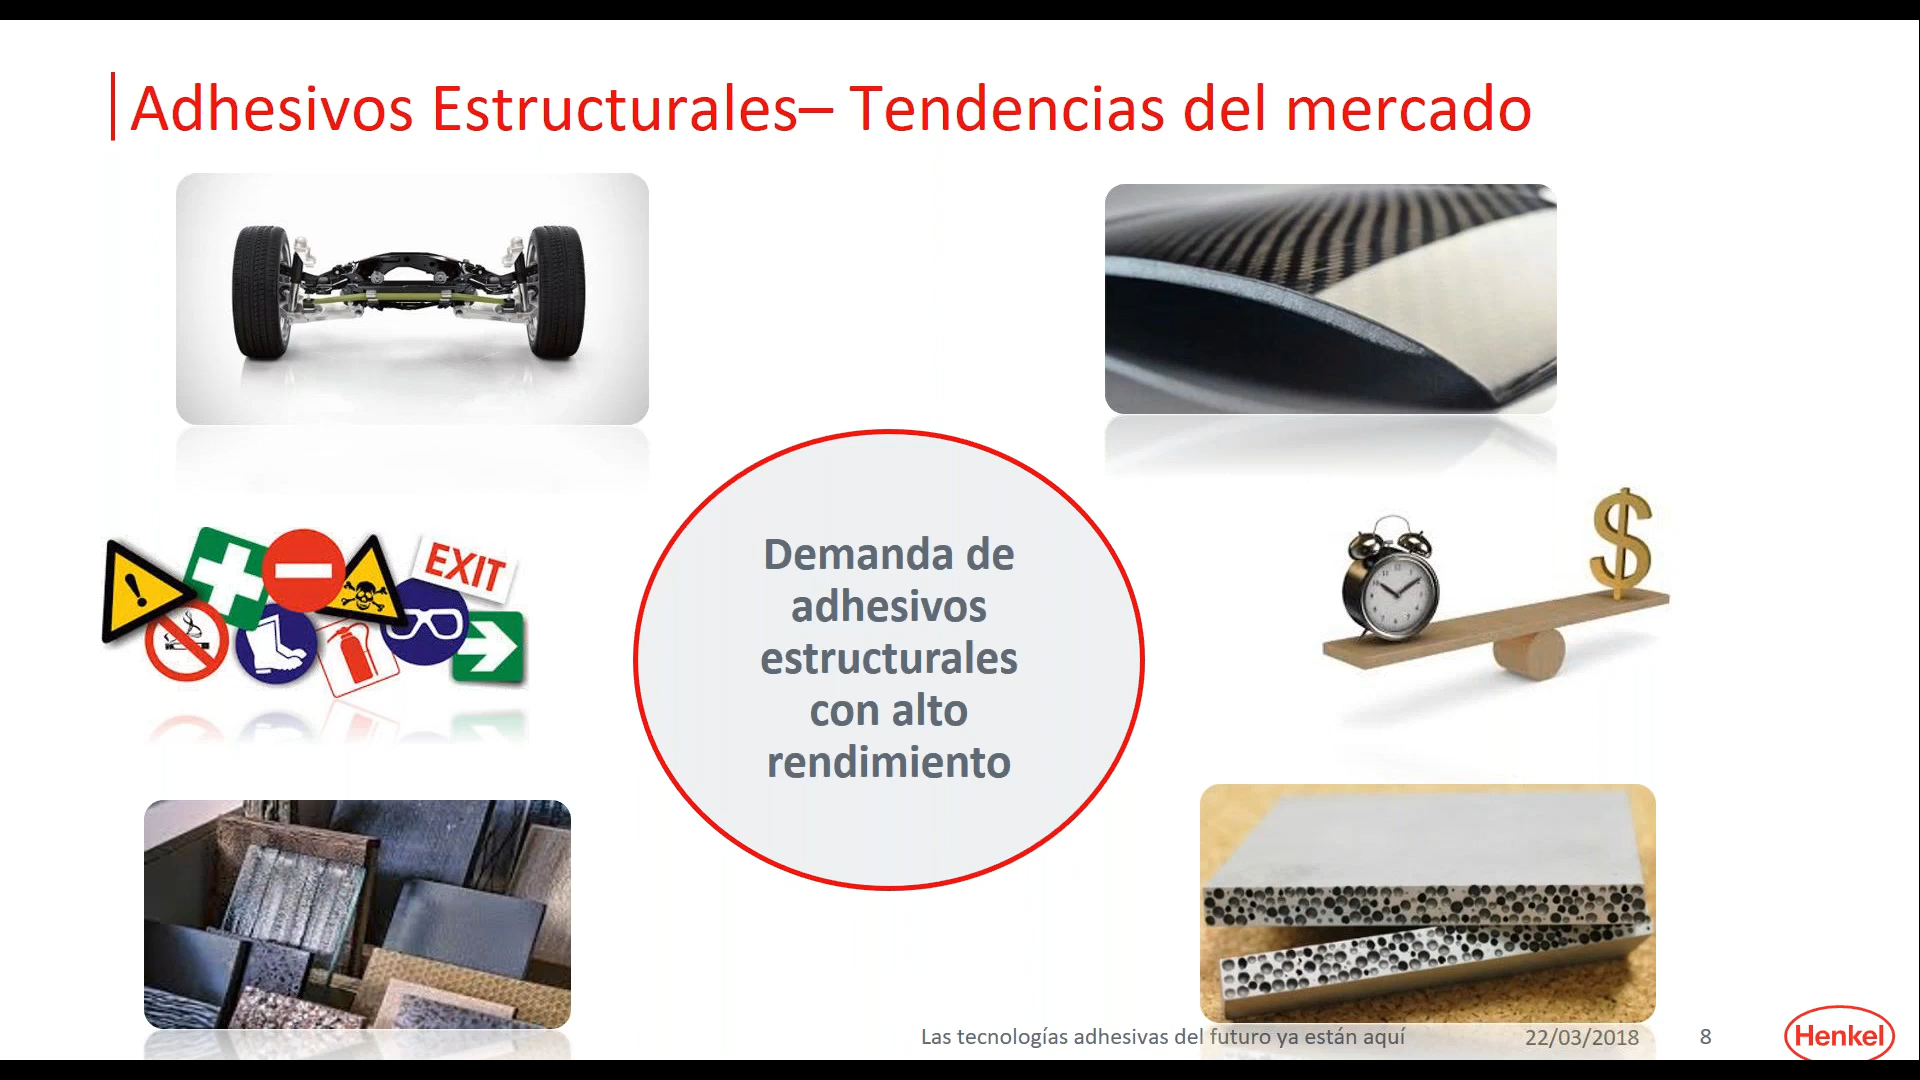 Adhesivos Estructurales– Tendencias del mercado
EXIT
$
Demanda de
adhesivos
estructurales
con alto
rendimiento
Las tecnologías adhesivas del futuro ya están aquí
22/03/2018
8
Henkel